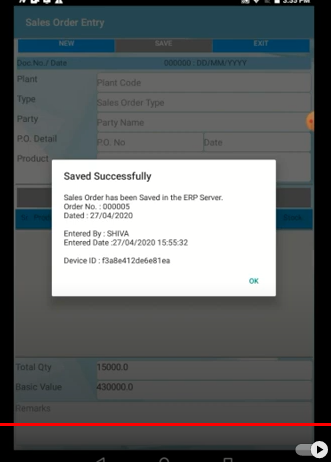 3:55 PM
Sales Order Entry
NEW SAVE EXIT
Doc No./ Date 000000 : DD/MM/YYYY
Plant Plant Code
Type Sales Order Type
Party Party Name
P.O. Detail P.O. No Date
Product
Saved Successfully
Sales Order has been Saved in the ERP Server.
Order No. : 000005
Dated : 27/04/2020
Entered By : SHIVA
Entered Date :27/04/2020 15:55:32
Device ID : f3a8e412de6e81ea
OK
Total Qty 15000.0
Basic Value 430000.0
Remarks